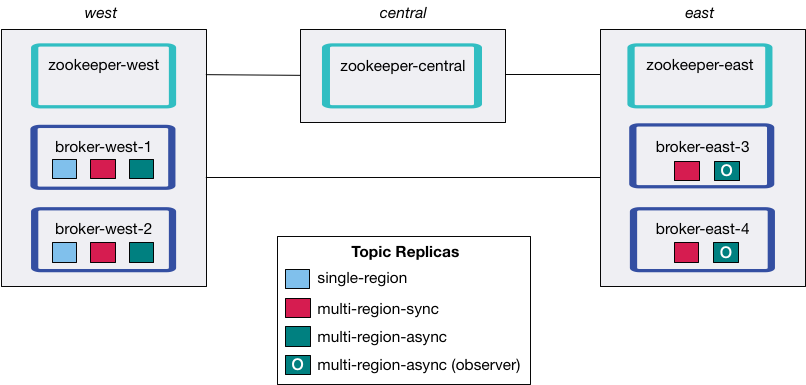 west
central
east
zookeeper-west
zookeeper-central
zookeeper-east
broker-west-1
broker-east-3
O
broker-west-2
broker-east-4
O
Topic Replicas
single-region
multi-region-sync
multi-region-async
O multi-region-async (observer)